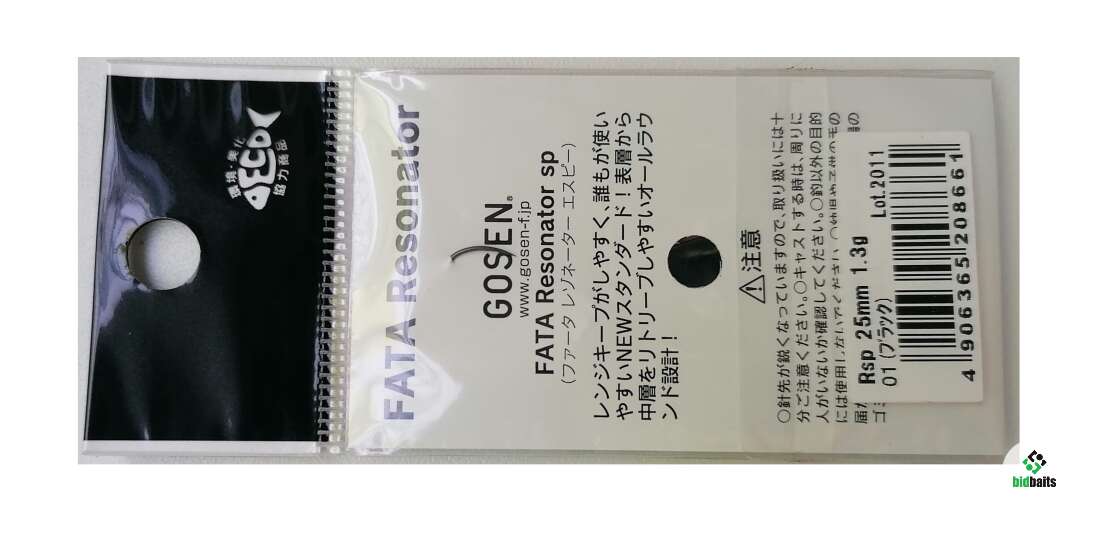 環境・美化
DECO
協力商品
FATA Resonator
GOSEN®
www.gosen-f.jp
FATA Resonator sp
(ファータ レゾネーター エスピー)
レンジキープがしやすく、誰もが使い
やすいNEWスタンダード！表層から
中層をリトリーブしやすいオールラウ
ンド設計！
注意
○針先が鋭くなっていますので、取り扱いには十
分ご注意ください。○キャストする時は、周りに
人がいないか確認してください。○釣以外の目的
には使用しないでください。
届
ゴミ
Rsp 25mm 1.3g
01 (ブラック)
Lot.2011
4906365208661
bidbaits